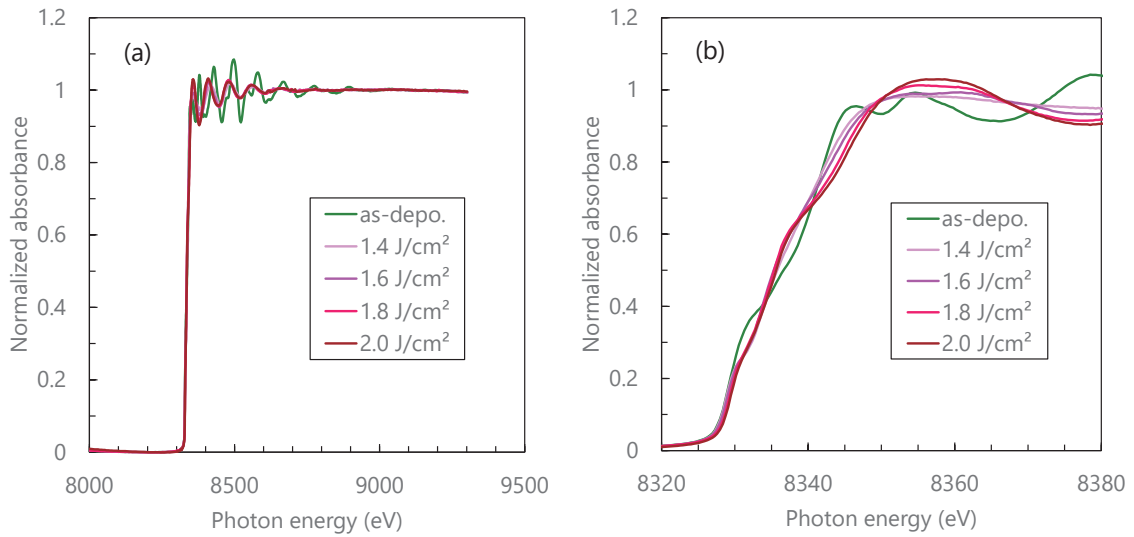 (a)
Normalized absorbance
1.2
1
0.8
0.6
0.4
0.2
0
as-depo.
1.4 J/cm²
1.6 J/cm²
1.8 J/cm²
2.0 J/cm²
8000
8500
9000
9500
Photon energy (eV)
(b)
Normalized absorbance
1.2
1
0.8
0.6
0.4
0.2
0
as-depo.
1.4 J/cm²
1.6 J/cm²
1.8 J/cm²
2.0 J/cm²
8320
8340
8360
8380
Photon energy (eV)